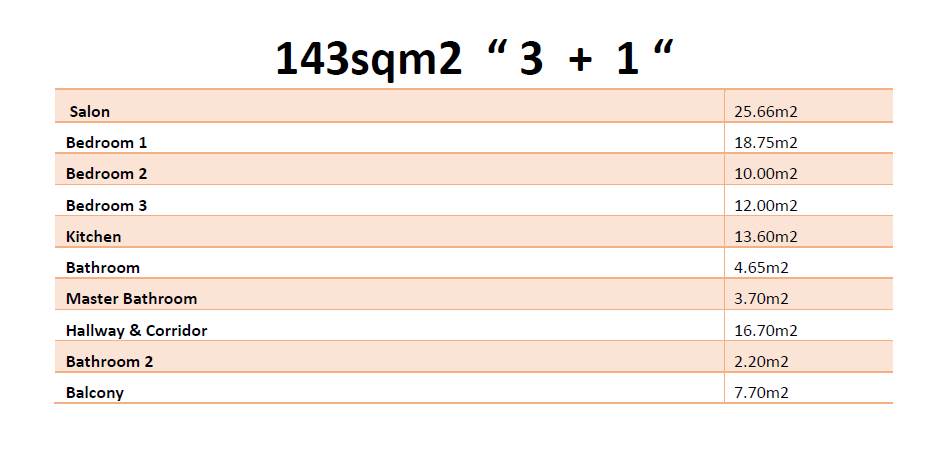 143sqm2 “ 3 + 1 “
Salon 25.66m2
Bedroom 1 18.75m2
Bedroom 2 10.00m2
Bedroom 3 12.00m2
Kitchen 13.60m2
Bathroom 4.65m2
Master Bathroom 3.70m2
Hallway & Corridor 16.70m2
Bathroom 2 2.20m2
Balcony 7.70m2